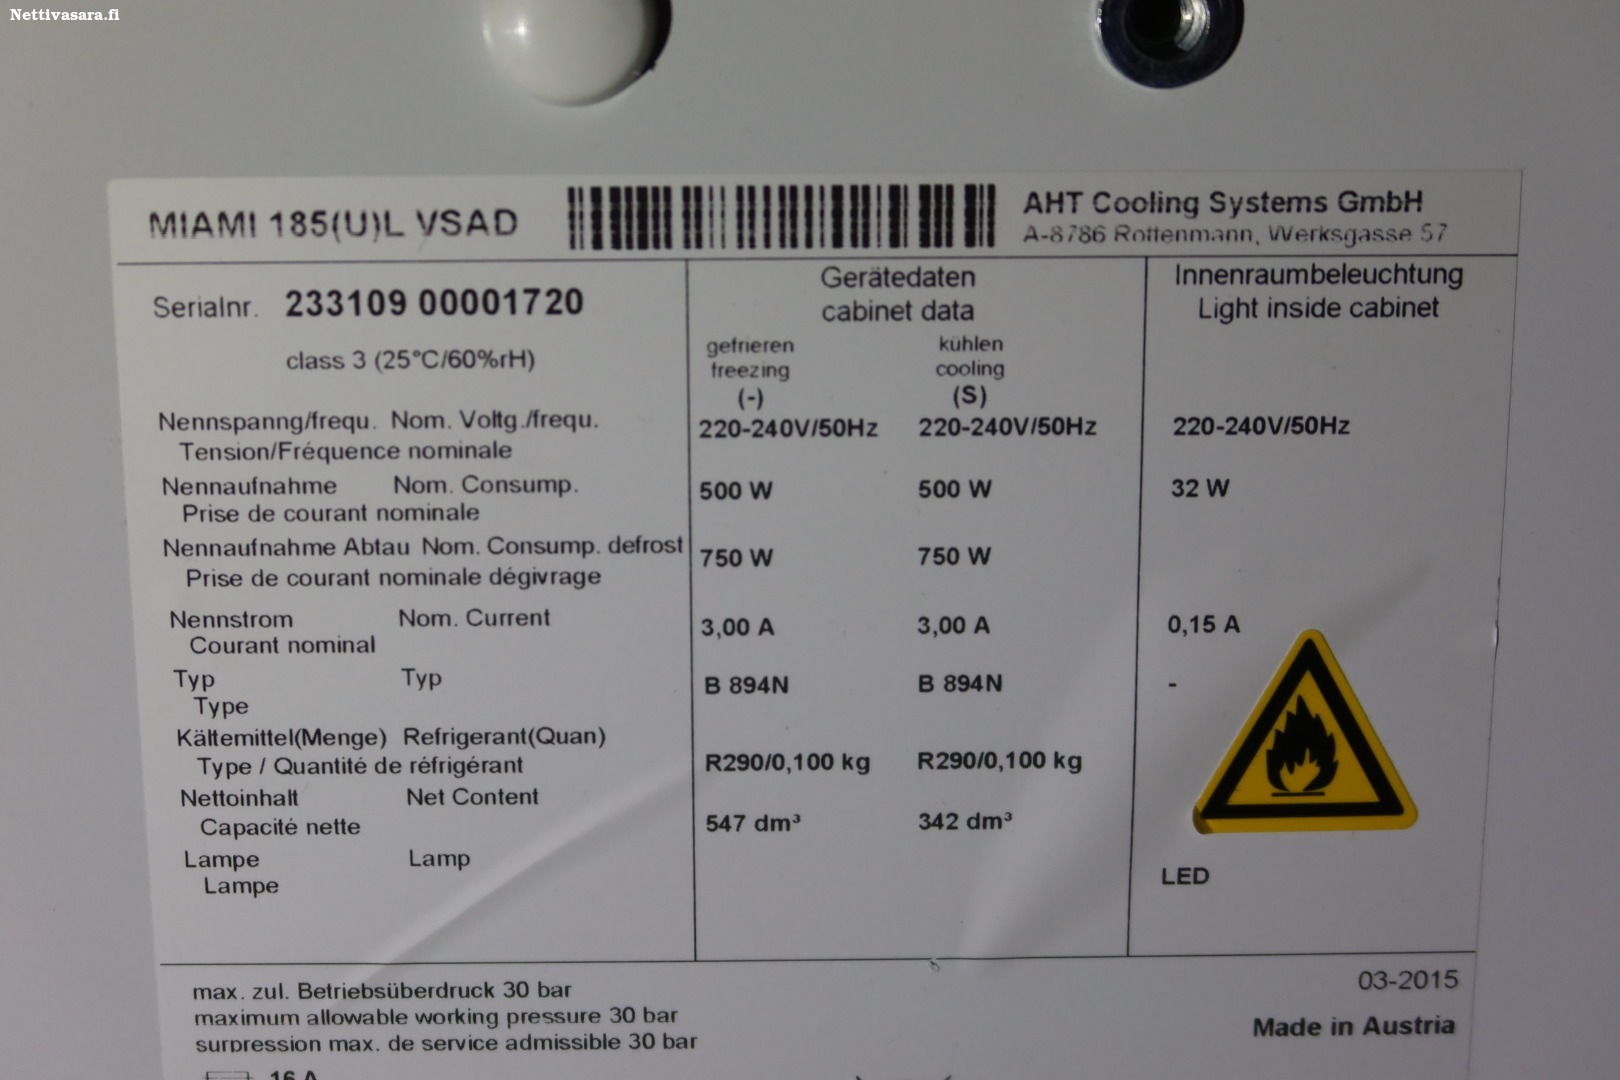 Nettivasara.fi
MIAMI 185(U)L VSAD
AHT Cooling Systems GmbH
A-8786 Rottenmann, Werksgasse 57
Serialnr. 233109 00001720
class 3 (25°C/60%rH)
Gerätedaten
cabinet data
gefrieren kühlen
freezing cooling
(-) (S)
Innenraumbeleuchtung
Light inside cabinet
Nennspanng/frequ. Nom. Voltg./frequ. 220-240V/50Hz 220-240V/50Hz 220-240V/50Hz
Tension/Fréquence nominale
Nennaufnahme Nom. Consump. 500 W 500 W 32 W
Prise de courant nominale
Nennaufnahme Abtau Nom. Consump. defrost 750 W 750 W
Prise de courant nominale dégivrage
Nennstrom Nom. Current 3,00 A 3,00 A 0,15 A
Courant nominal
Typ Typ B 894N B 894N -
Type
Kältemittel(Menge) Refrigerant(Quan) R290/0,100 kg R290/0,100 kg
Type / Quantité de réfrigérant
Nettoinhalt Net Content 547 dm³ 342 dm³
Capacité nette
Lampe Lamp LED
Lampe
max. zul. Betriebsüberdruck 30 bar
maximum allowable working pressure 30 bar
surpression max. de service admissible 30 bar
03-2015
Made in Austria
16 A